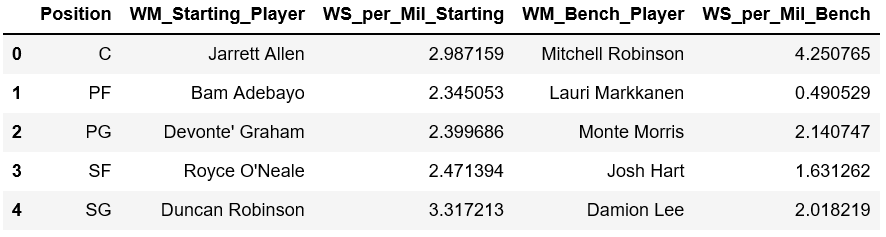 Position WM_Starting_Player WS_per_Mil_Starting WM_Bench_Player WS_per_Mil_Bench
0 C Jarrett Allen 2.987159 Mitchell Robinson 4.250765
1 PF Bam Adebayo 2.345053 Lauri Markkanen 0.490529
2 PG Devonte' Graham 2.399686 Monte Morris 2.140747
3 SF Royce O'Neale 2.471394 Josh Hart 1.631262
4 SG Duncan Robinson 3.317213 Damion Lee 2.018219